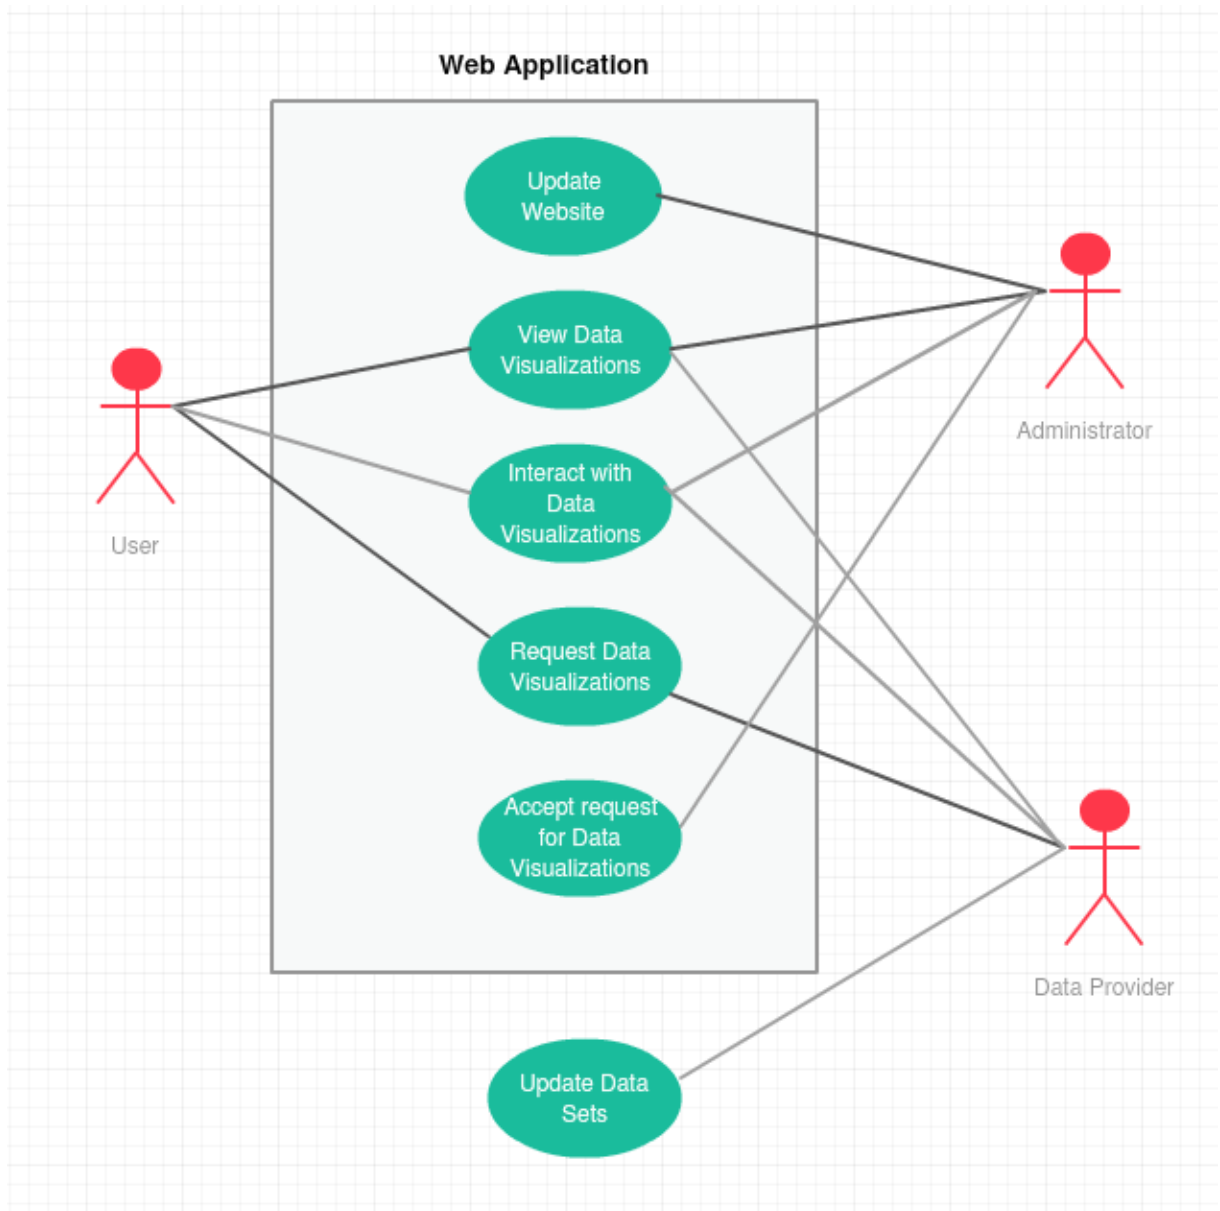 Web Application
Update
Website
View Data
Visualizations
Interact with
Data
Visualizations
Request Data
Visualizations
Accept request
for Data
Visualizations
Update Data
Sets
User
Administrator
Data Provider